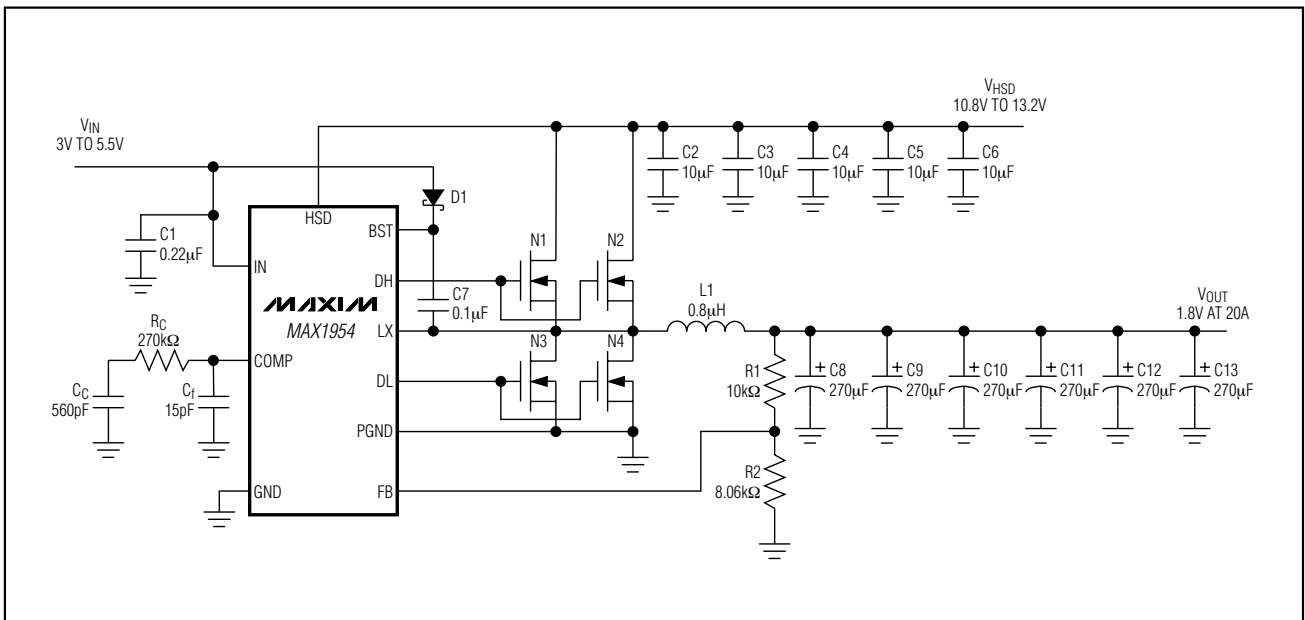 VHSD
10.8V TO 13.2V
VIN
3V TO 5.5V
C2
10μF
C3
10μF
C4
10μF
C5
10μF
C6
10μF
D1
HSD
BST
C1
0.22μF
N1
N2
IN
DH
C7
0.1μF
MAXIM
MAX1954
L1
0.8μH
VOUT
1.8V AT 20A
RC
270kΩ
LX
N3
N4
COMP
DL
R1
10kΩ
C8
270μF
C9
270μF
C10
270μF
C11
270μF
C12
270μF
C13
270μF
CC
560pF
Cf
15pF
PGND
R2
8.06kΩ
GND
FB
+
+
+
+
+
+